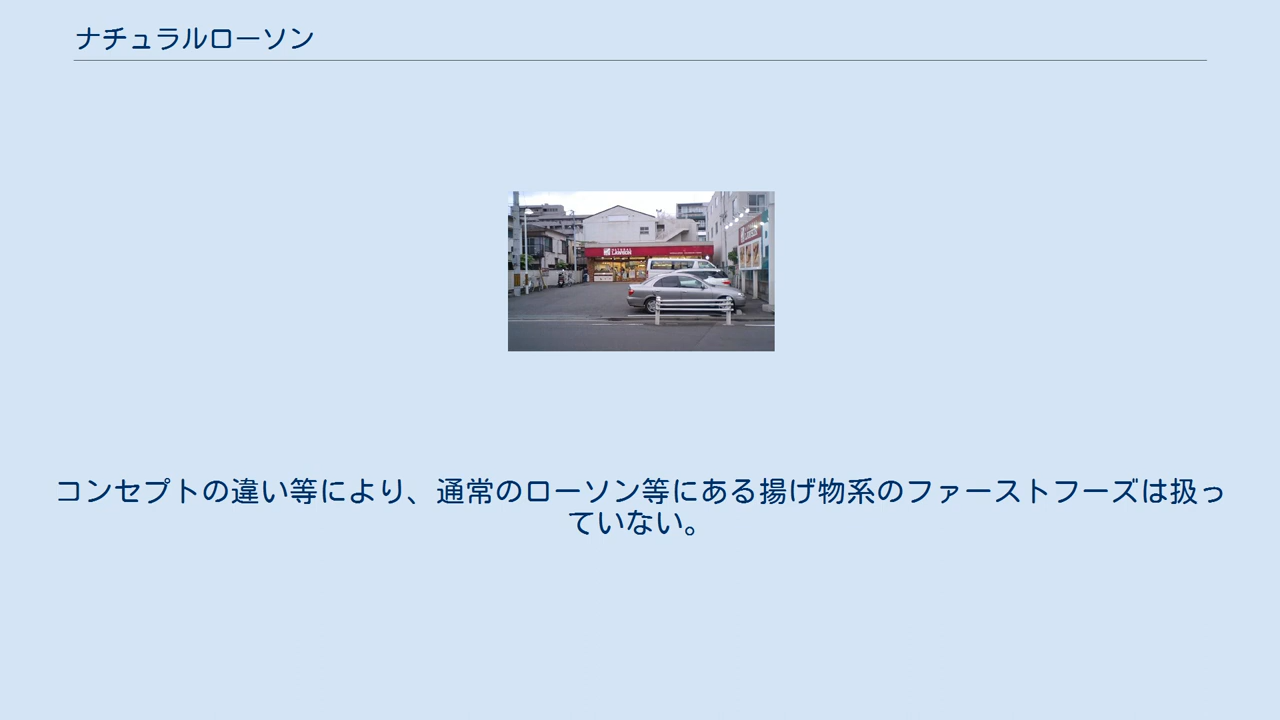 ナチュラルローソン
LAWSON
コンセプトの違い等により、通常のローソン等にある揚げ物系のファーストフーズは扱っ
ていない。